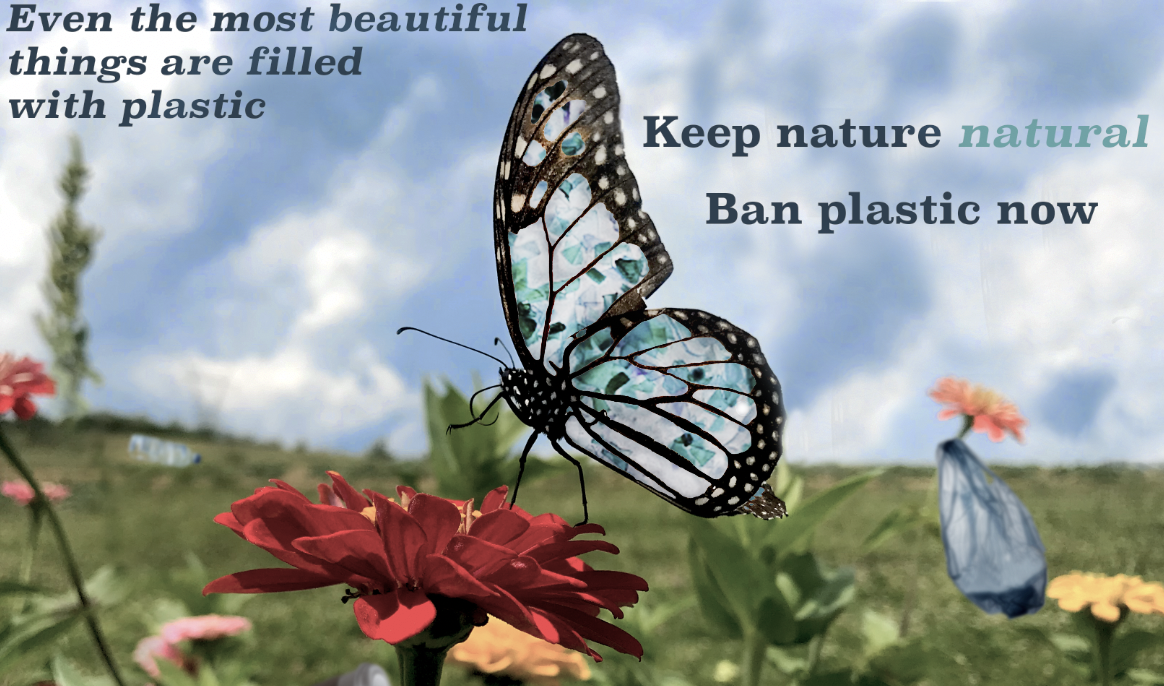 Even the most beautiful
things are filled
with plastic
Keep nature natural
Ban plastic now